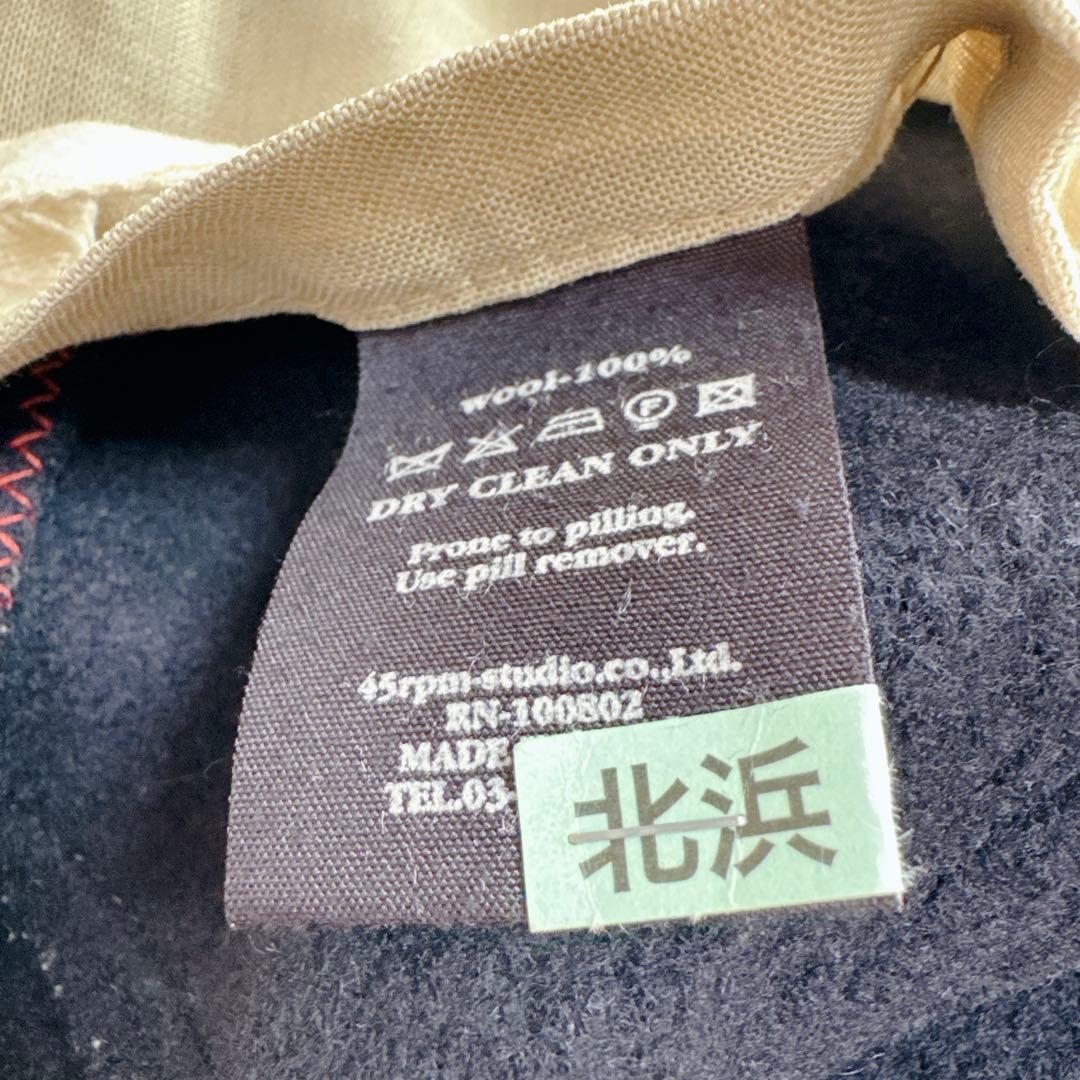 wool-100%
F
DRY CLEAN ONLY
Prone to pilling.
Use pill remover.
45rpm-studio.co.,Ltd.
RN-100802
MADE
TEL.03-
北浜